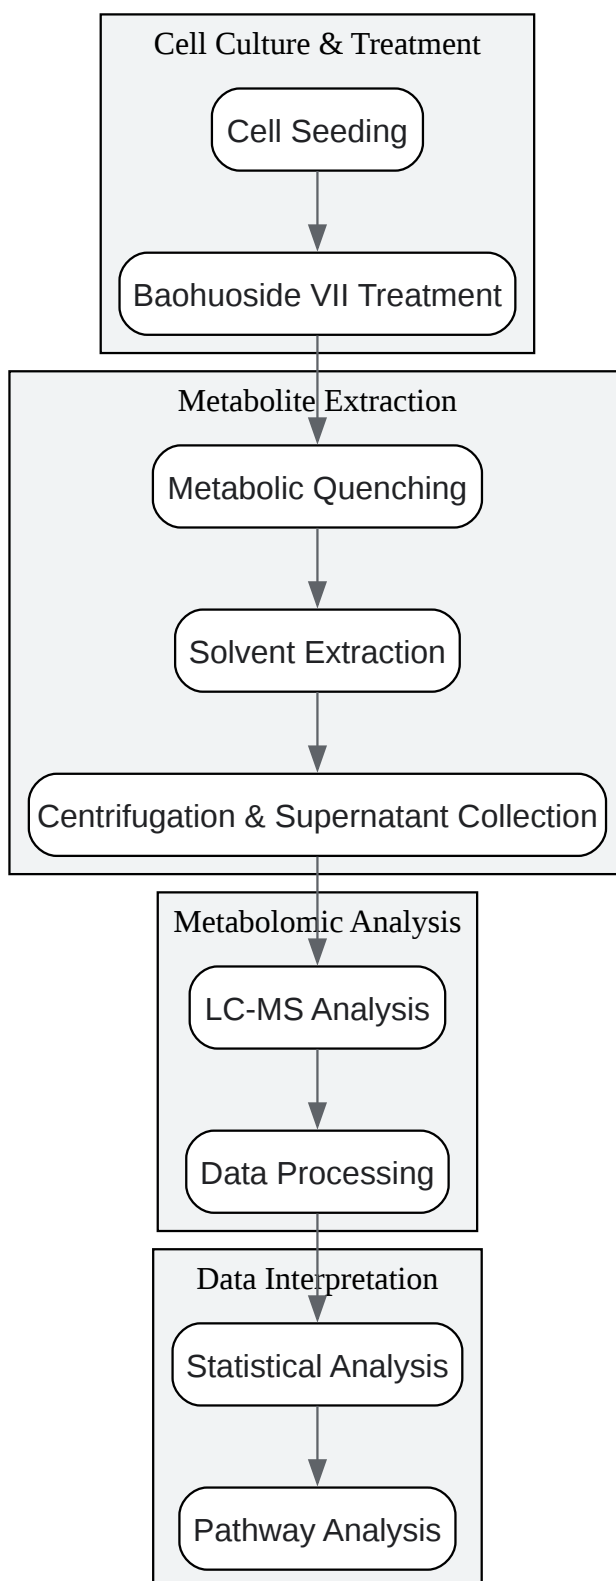 Cell Culture & Treatment
Cell Seeding
Baohuoside VII Treatment
Metabolite Extraction
Metabolic Quenching
Solvent Extraction
Centrifugation & Supernatant Collection
Metabolomic Analysis
LC-MS Analysis
Data Processing
Data Interpretation
Statistical Analysis
Pathway Analysis